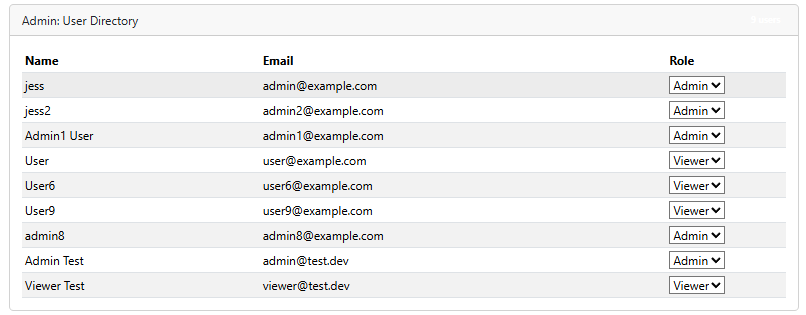 Admin: User Directory
Name Email Role
jess admin@example.com Admin
jess2 admin2@example.com Admin
Admin1 User admin1@example.com Admin
User user@example.com Viewer
User6 user6@example.com Viewer
User9 user9@example.com Viewer
admin8 admin8@example.com Admin
Admin Test admin@test.dev Admin
Viewer Test viewer@test.dev Viewer